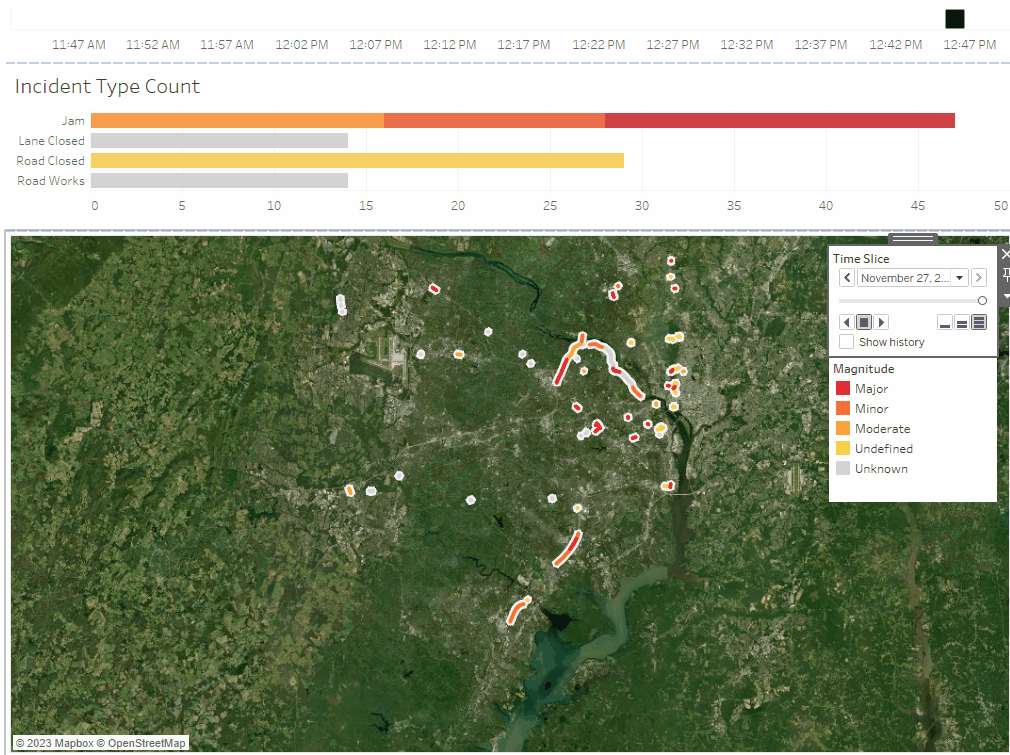 11:47 AM 11:52 AM 11:57 AM 12:02 PM 12:07 PM 12:12 PM 12:17 PM 12:22 PM 12:27 PM 12:32 PM 12:37 PM 12:42 PM 12:47 PM
Incident Type Count
Jam
Lane Closed
Road Closed
Road Works
0 5 10 15 20 25 30 35 40 45 50
Time Slice
November 27, 2...
Show history
Magnitude
Major
Minor
Moderate
Undefined
Unknown
© 2023 Mapbox © OpenStreetMap